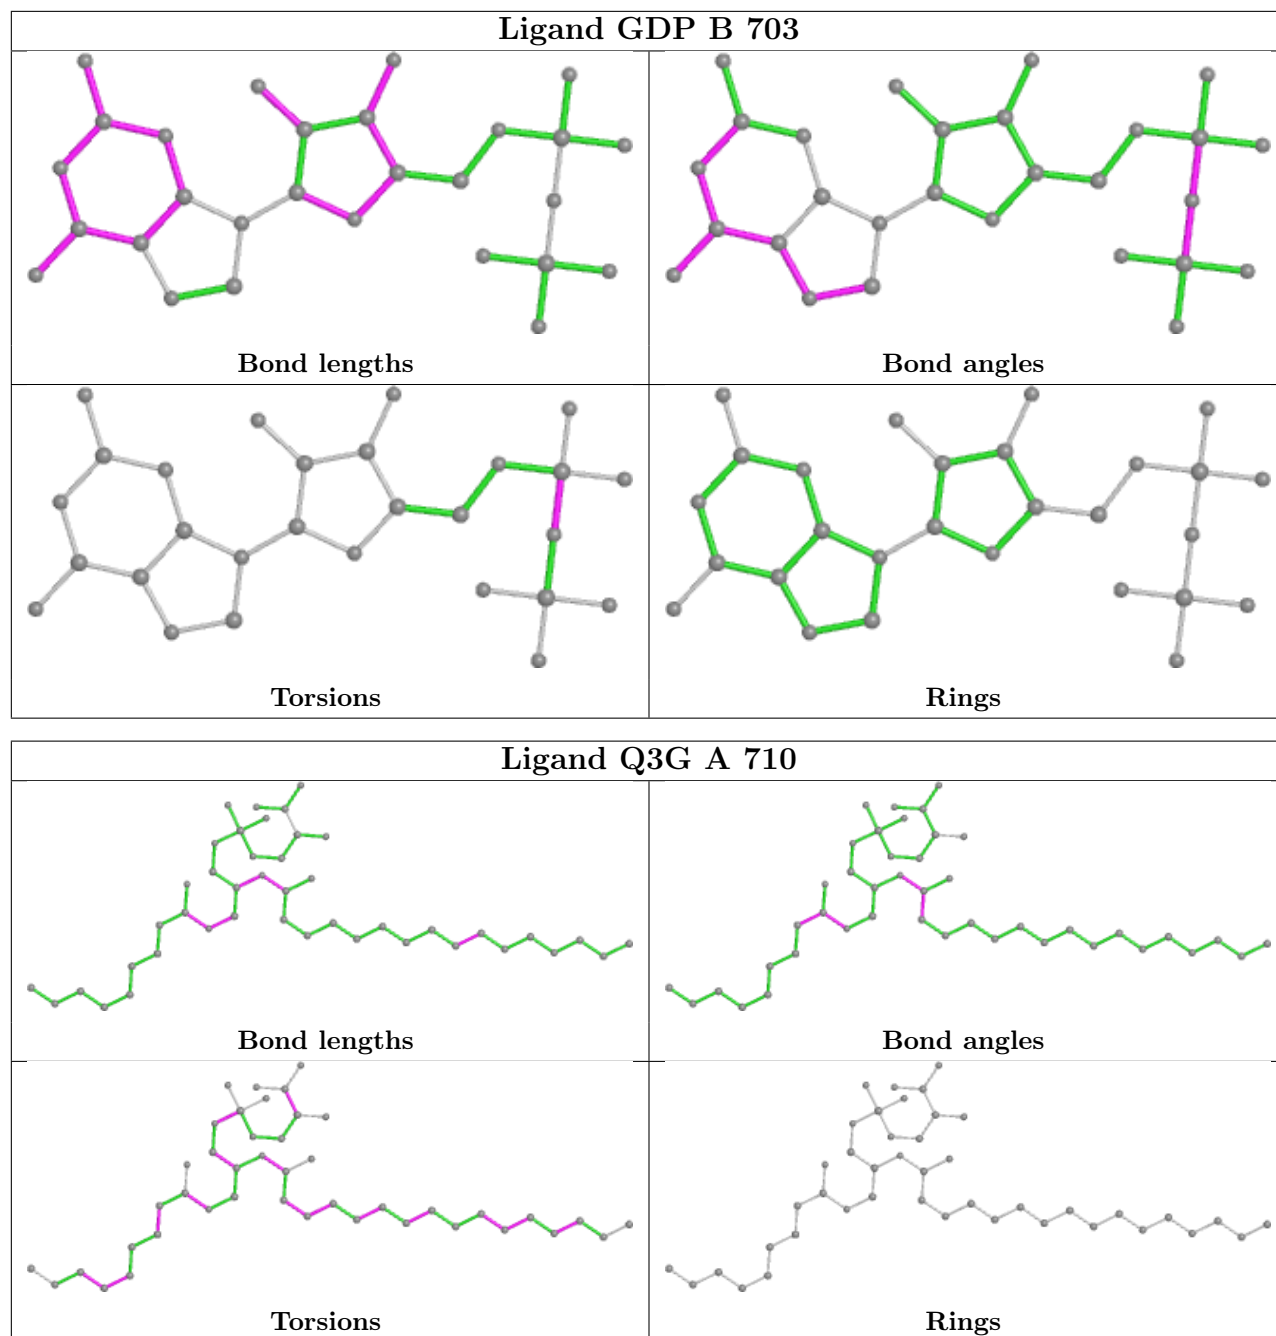 Ligand GDP B 703
Bond lengths
Bond angles
Torsions
Rings
Ligand Q3G A 710
Bond lengths
Bond angles
Torsions
Rings